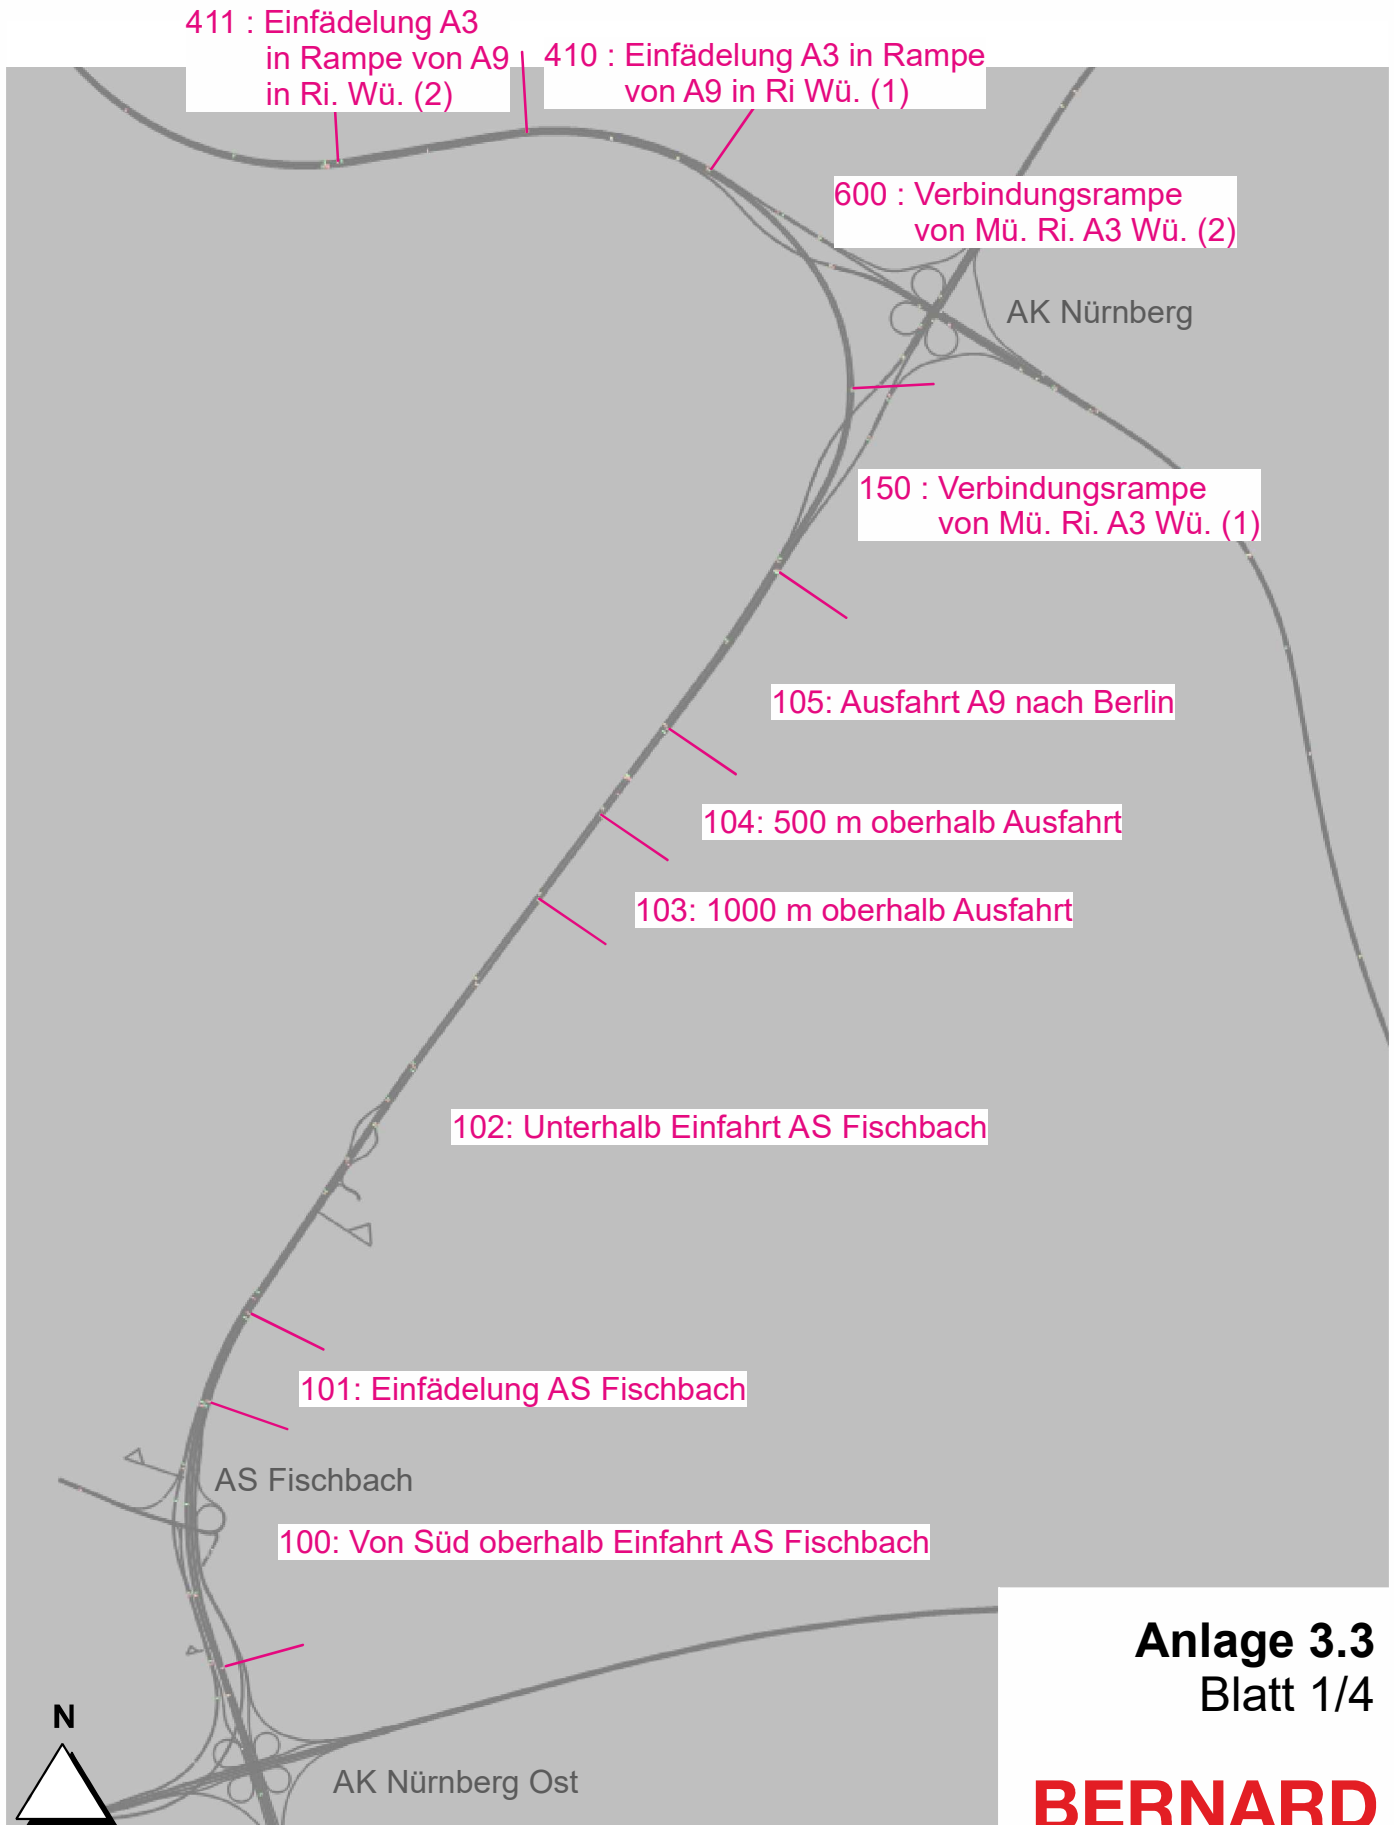 411 : Einfädelung A3
in Rampe von A9
in Ri. Wü. (2)
410 : Einfädelung A3 in Rampe
von A9 in Ri Wü. (1)
600 : Verbindungsrampe
von Mü. Ri. A3 Wü. (2)
AK Nürnberg
150 : Verbindungsrampe
von Mü. Ri. A3 Wü. (1)
105: Ausfahrt A9 nach Berlin
104: 500 m oberhalb Ausfahrt
103: 1000 m oberhalb Ausfahrt
102: Unterhalb Einfahrt AS Fischbach
101: Einfädelung AS Fischbach
AS Fischbach
100: Von Süd oberhalb Einfahrt AS Fischbach
Anlage 3.3
Blatt 1/4
N
AK Nürnberg Ost
BERNARD